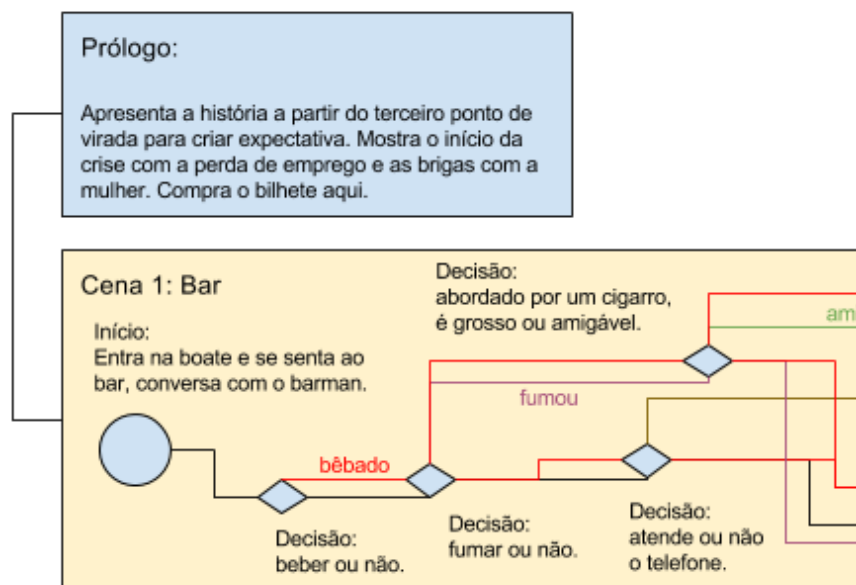 Prólogo:
Apresenta a história a partir do terceiro ponto de
virada para criar expectativa. Mostra o início da
crise com a perda de emprego e as brigas com a
mulher. Compra o bilhete aqui.
Cena 1: Bar
Início:
Entra na boate e se senta ao
bar, conversa com o barman.
Decisão:
abordado por um cigarro,
é grosso ou amigável.
am
fumou
bêbado
Decisão:
beber ou não.
Decisão:
fumar ou não.
Decisão:
atende ou não
o telefone.